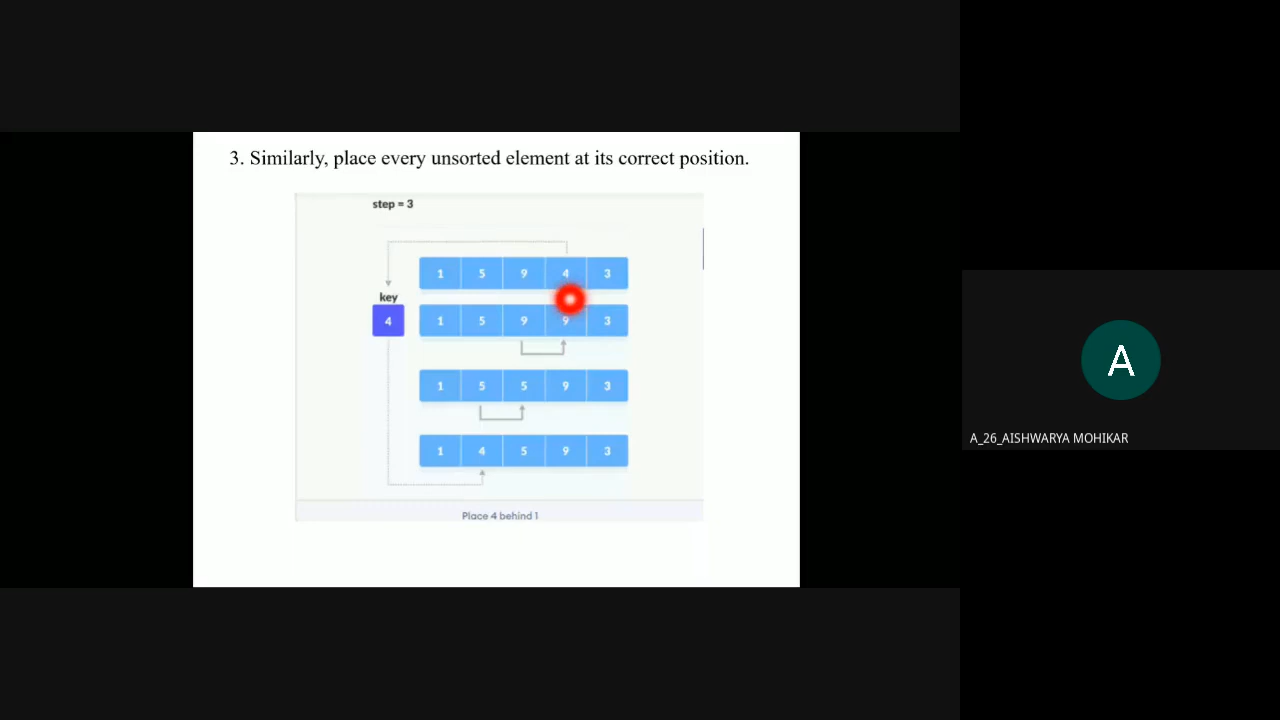 3. Similarly, place every unsorted element at its correct position.
step = 3
1 5 9 4 3
key
4 1 5 9 9 3
1 5 5 9 3
1 4 5 9 3
Place 4 behind 1
A
A_26_AISHWARYA MOHIKAR